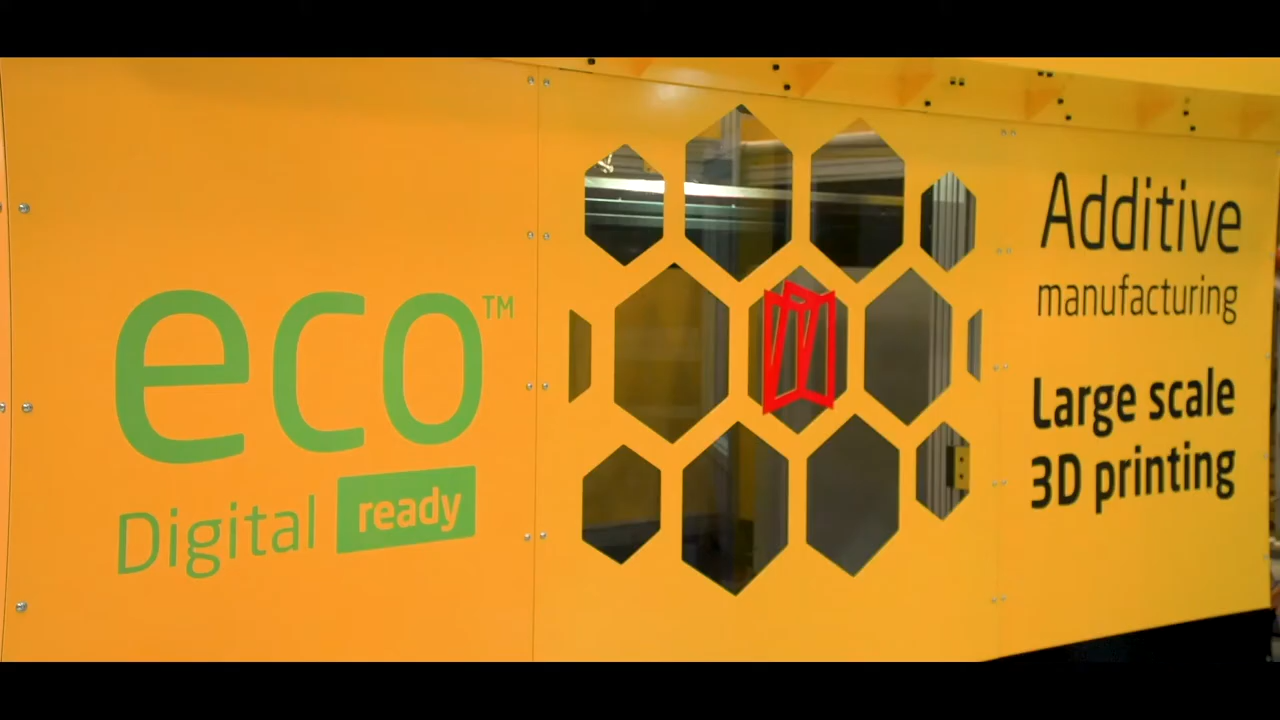 eco™
Digital ready
Additive
manufacturing
Large scale
3D printing